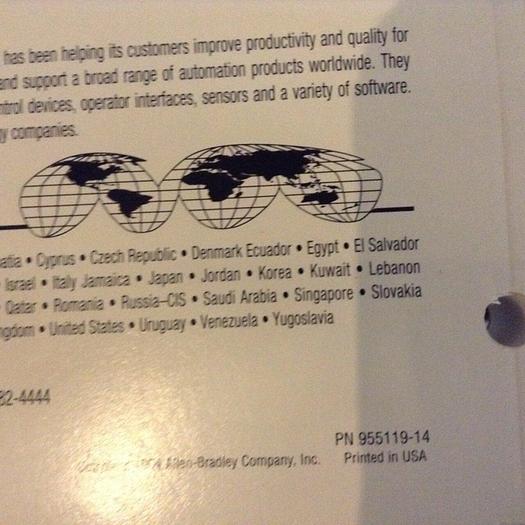 has been helping its customers improve productivity and quality for
and support a broad range of automation products worldwide. They
ntrol devices, operator interfaces, sensors and a variety of software.
gy companies.
atia • Cyprus • Czech Republic • Denmark Ecuador • Egypt • El Salvador
Israel • Italy Jamaica • Japan • Jordan • Korea • Kuwait • Lebanon
• Qatar • Romania • Russia–CIS • Saudi Arabia • Singapore • Slovakia
ngdom • United States • Uruguay • Venezuela • Yugoslavia
82-4444
PN 955119-14
Allen-Bradley Company, Inc. Printed in USA